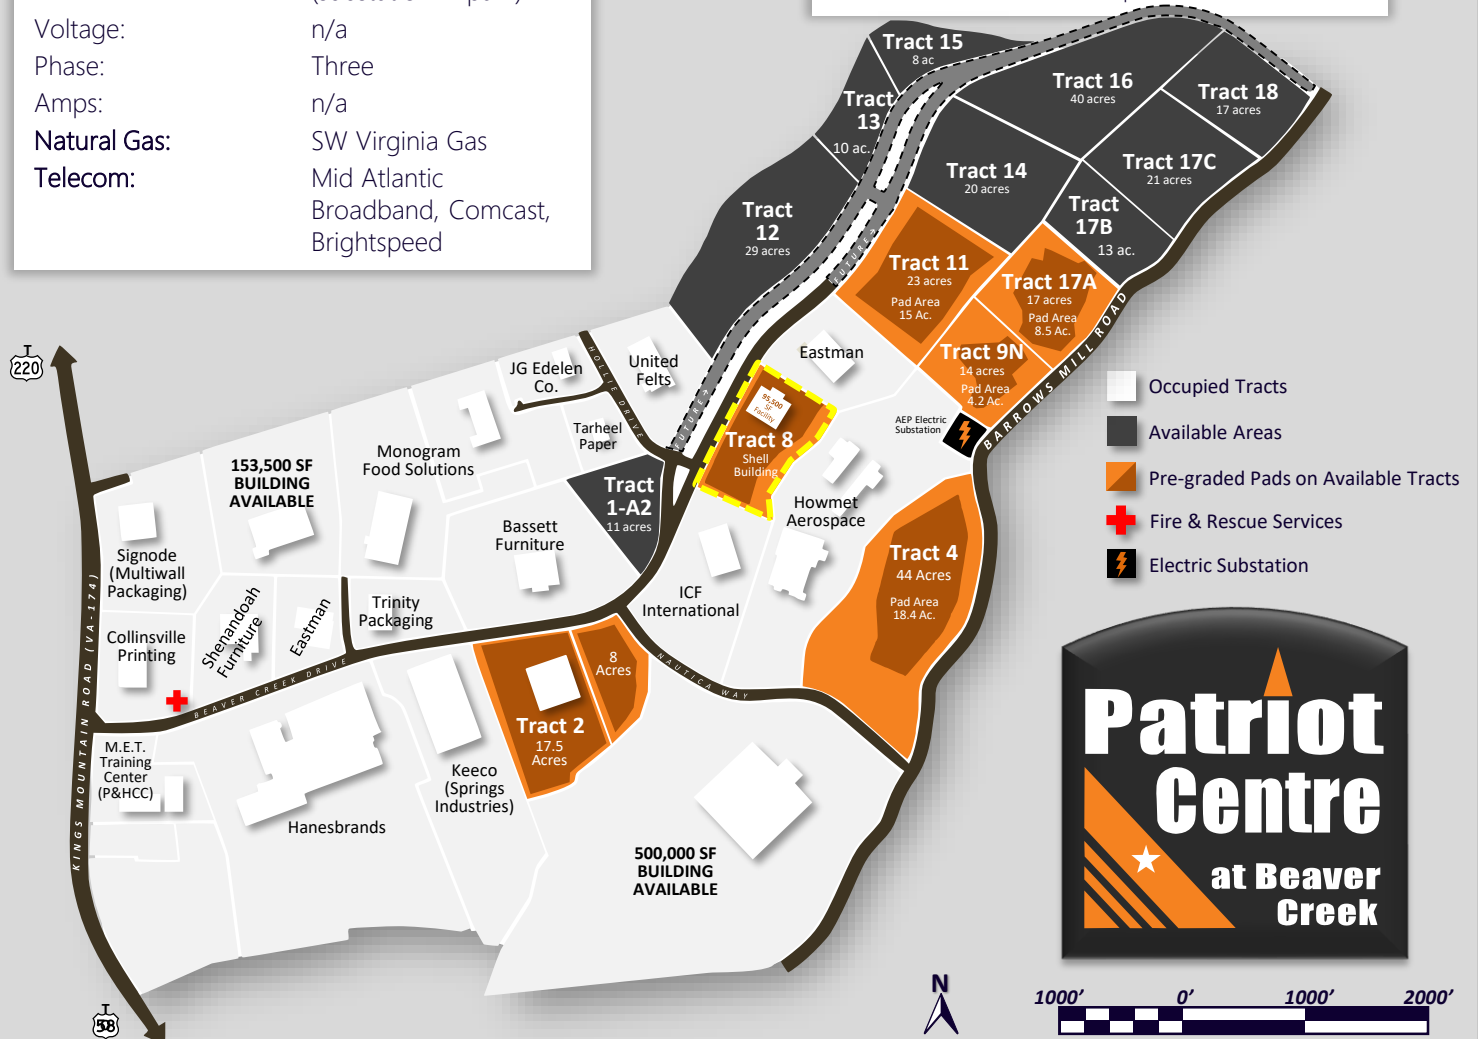 Voltage: n/a
Phase: Three
Amps: n/a
Natural Gas: SW Virginia Gas
Telecom: Mid Atlantic
Broadband, Comcast,
Brightspeed
Tract 15
8 ac
Tract 16
40 acres
Tract 18
17 acres
Tract
13
10 ac.
Tract 14
20 acres
Tract 17C
21 acres
Tract
17B
13 ac.
Tract
12
29 acres
FUTURE
Tract 11
23 acres
Pad Area
15 Ac.
Tract 17A
17 acres
Pad Area
8.5 Ac.
Tract 9N
14 acres
Pad Area
4.2 Ac.
BARROWS MILL ROAD
220
HOLLIE DRIVE
JG Edelen
Co.
United
Felts
Eastman
FUTURE
95,500
SF
Facility
Tract 8
Shell
Building
AEP Electric
Substation
Tarheel
Paper
Monogram
Food Solutions
153,500 SF
BUILDING
AVAILABLE
Tract
1-A2
11 acres
Howmet
Aerospace
Bassett
Furniture
Signode
(Multiwall
Packaging)
Tract 4
44 Acres
Pad Area
18.4 Ac.
ICF
International
Trinity
Packaging
Eastman
Shenandoah
Furniture
Collinsville
Printing
KINGS MOUNTAIN ROAD (VA-174)
BEAVER CREEK DRIVE
NAUTICA WAY
8
Acres
Tract 2
17.5
Acres
M.E.T.
Training
Center
(P&HCC)
Keeco
(Springs
Industries)
Hanesbrands
500,000 SF
BUILDING
AVAILABLE
58
Occupied Tracts
Available Areas
Pre-graded Pads on Available Tracts
Fire & Rescue Services
Electric Substation
Patriot
Centre
at Beaver
Creek
N
1000’ 0’ 1000’ 2000’